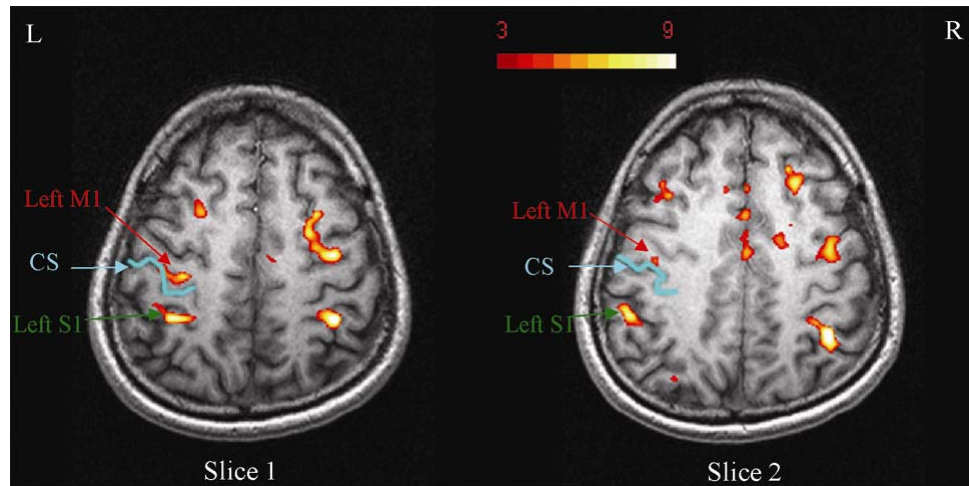 L
3
9
R
Left M1
CS
Left S1
Left M1
CS
Left S1
Slice 1
Slice 2